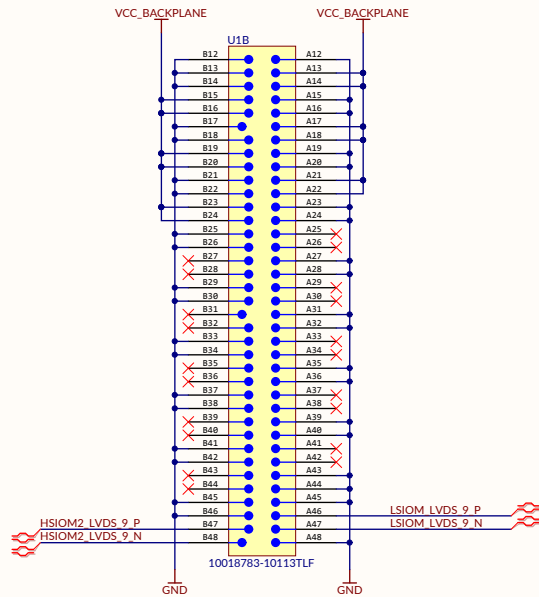 VCC_BACKPLANE VCC_BACKPLANE
U1B
B12 A12
B13 A13
B14 A14
B15 A15
B16 A16
B17 A17
B18 A18
B19 A19
B20 A20
B21 A21
B22 A22
B23 A23
B24 A24
B25 A25
B26 A26
B27 A27
B28 A28
B29 A29
B30 A30
B31 A31
B32 A32
B33 A33
B34 A34
B35 A35
B36 A36
B37 A37
B38 A38
B39 A39
B40 A40
B41 A41
B42 A42
B43 A43
B44 A44
B45 A45
B46 A46 LSIOM_LVDS_9_P
HSIOM2_LVDS_9_P B47 A47 LSIOM_LVDS_9_N
HSIOM2_LVDS_9_N B48 A48
10018783-10113TLF
GND GND